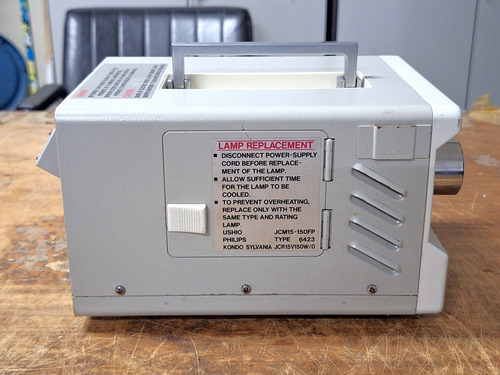 LAMP REPLACEMENT
■ DISCONNECT POWER-SUPPLY
CORD BEFORE REPLACE-
MENT OF THE LAMP.
■ ALLOW SUFFICIENT TIME
FOR THE LAMP TO BE
COOLED.
■ TO PREVENT OVERHEATING,
REPLACE ONLY WITH THE
SAME TYPE AND RATING
LAMP.
USHIO JCM15-150FP
PHILIPS TYPE 6423
KONDO SYLVANIA JCR15V150W/O